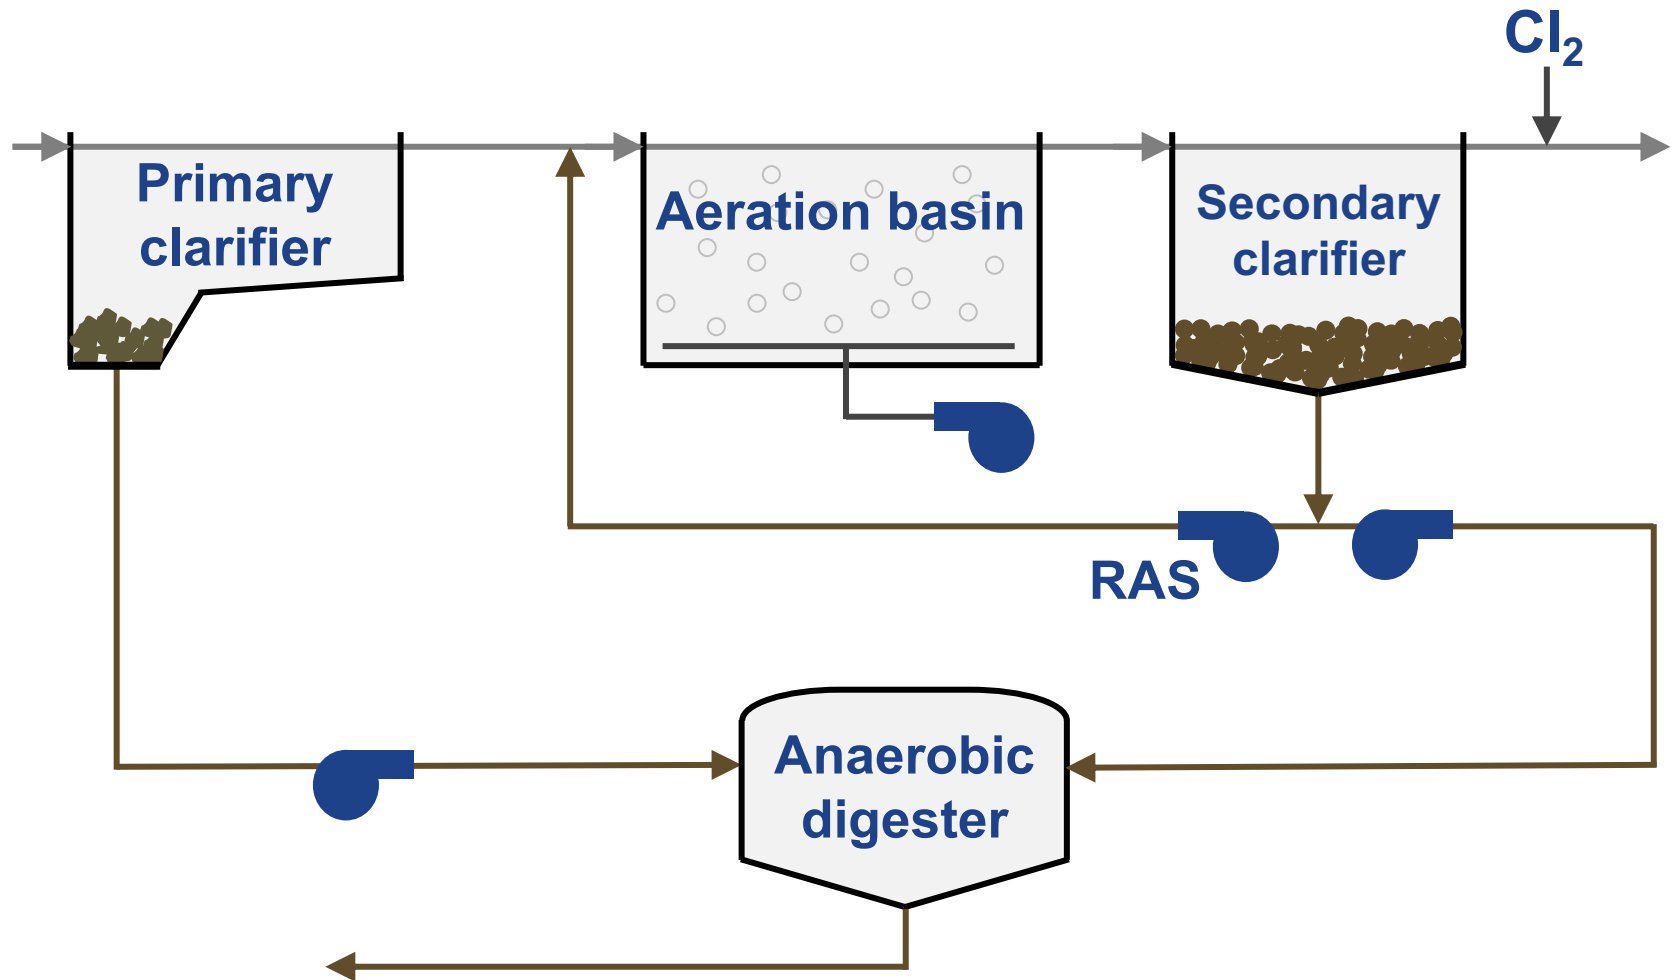 Cl₂
Primary
clarifier
Aeration basin
Secondary
clarifier
RAS
Anaerobic
digester